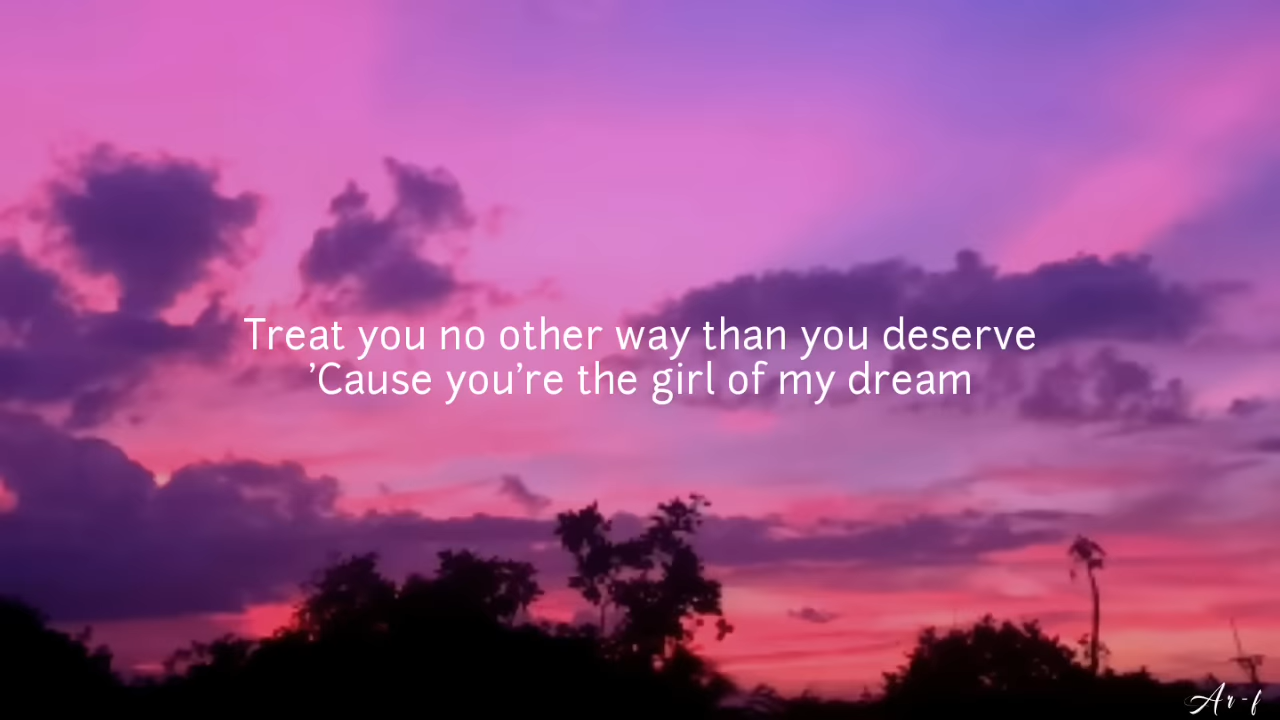 Treat you no other way than you deserve
’Cause you’re the girl of my dream
Ar-f